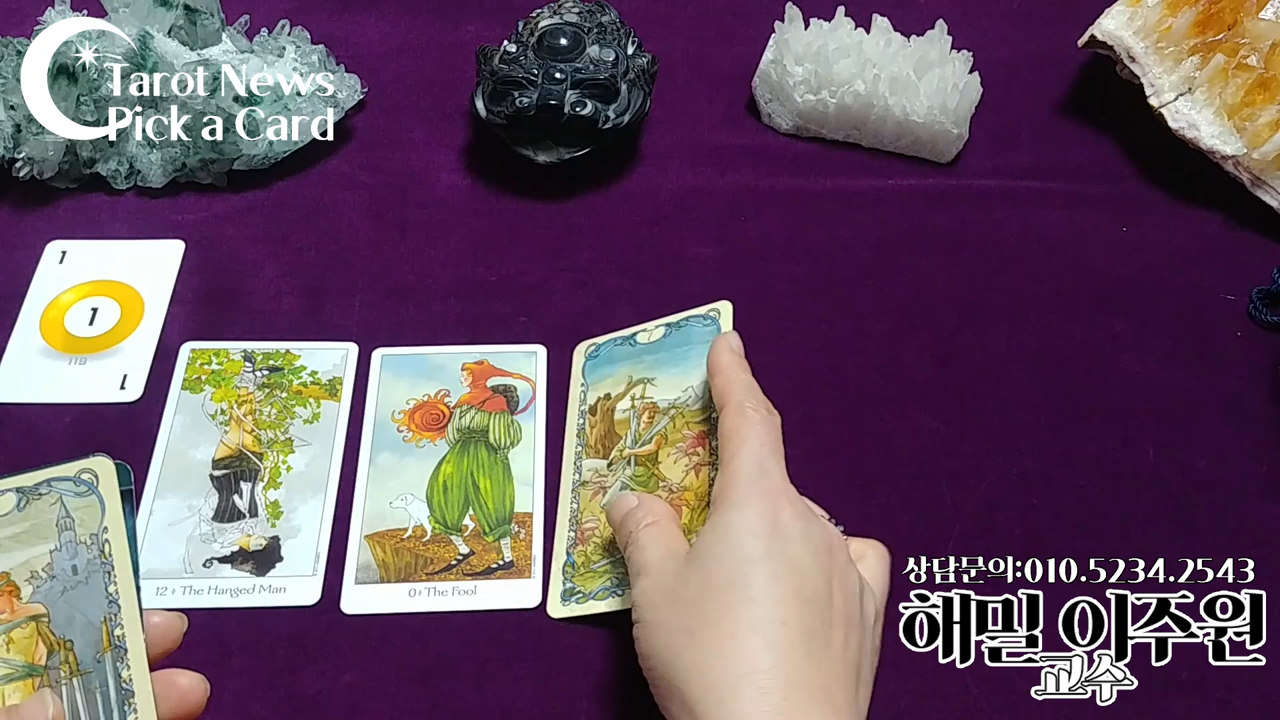 Tarot News
Pick a Card
1
1
119
1
12 The Hanged Man
0 The Fool
7
상담문의:010.5234.2543
해밀 이주원
교수